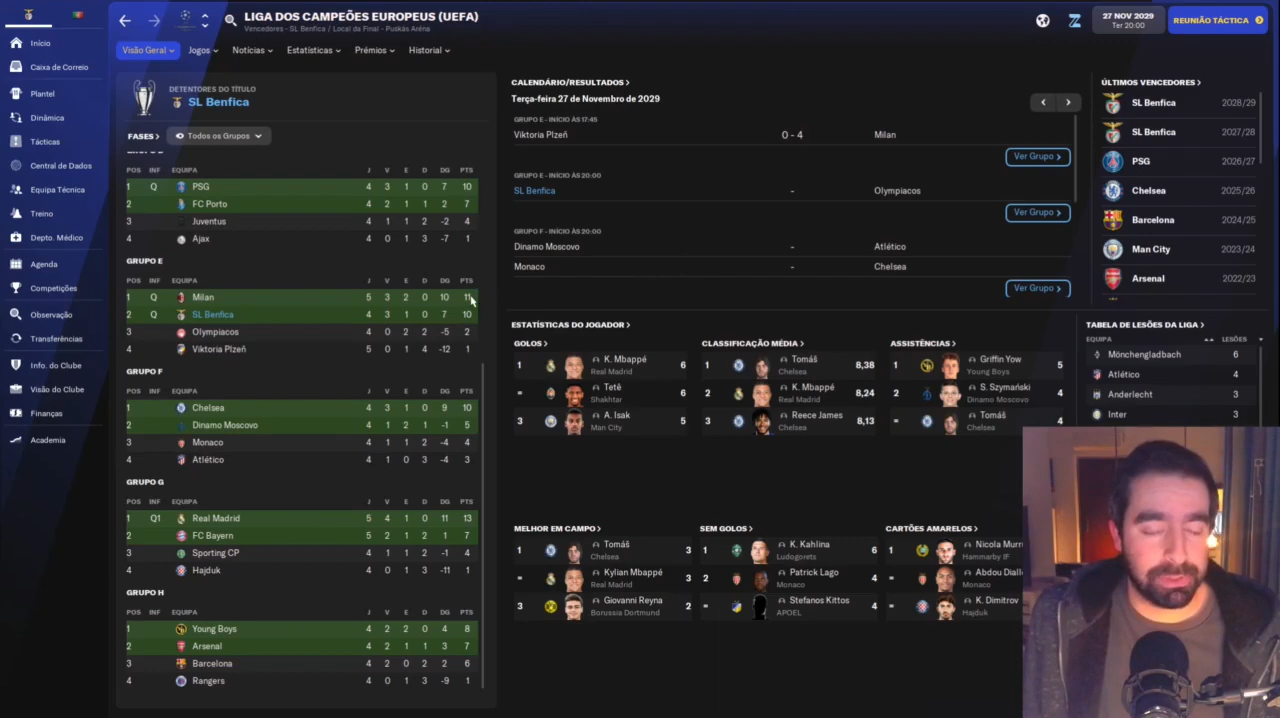 LIGA DOS CAMPEÕES EUROPEUS (UEFA)
Vencedores - SL Benfica / Local da Final - Puskás Aréna
27 NOV 2029
Ter 20:00
REUNIÃO TÁCTICA
Visão Geral
Jogos
Notícias
Estatísticas
Prémios
Historial
Início
Caixa de Correio
Plantel
Dinâmica
Tácticas
Central de Dados
Equipa Técnica
Treino
Depto. Médico
Agenda
Competições
Observação
Transferências
Info. do Clube
Visão do Clube
Finanças
Academia
DETENTORES DO TÍTULO
SL Benfica
FASES
Todos os Grupos
POS INF EQUIPA J V E D DG PTS
1 Q PSG 4 3 1 0 7 10
2 FC Porto 4 2 1 1 2 7
3 Juventus 4 1 1 2 -2 4
4 Ajax 4 0 1 3 -7 1
GRUPO E
POS INF EQUIPA J V E D DG PTS
1 Q Milan 5 3 2 0 10 11
2 Q SL Benfica 4 3 1 0 7 10
3 Olympiacos 4 0 2 2 -5 2
4 Viktoria Plzeň 5 0 1 4 -12 1
GRUPO F
POS INF EQUIPA J V E D DG PTS
1 Chelsea 4 3 1 0 9 10
2 Dinamo Moscovo 4 1 2 1 -1 5
3 Monaco 4 1 1 2 -4 4
4 Atlético 4 1 0 3 -4 3
GRUPO G
POS INF EQUIPA J V E D DG PTS
1 Q1 Real Madrid 5 4 1 0 11 13
2 FC Bayern 5 2 1 2 1 7
3 Sporting CP 4 1 1 2 -1 4
4 Hajduk 4 0 1 3 -11 1
GRUPO H
POS INF EQUIPA J V E D DG PTS
1 Young Boys 4 2 2 0 4 8
2 Arsenal 4 2 1 1 3 7
3 Barcelona 4 2 0 2 2 6
4 Rangers 4 0 1 3 -9 1
CALENDÁRIO/RESULTADOS
Terça-feira 27 de Novembro de 2029
GRUPO E - INÍCIO ÀS 17:45
Viktoria Plzeň 0 - 4 Milan
Ver Grupo
GRUPO E - INÍCIO ÀS 20:00
SL Benfica - Olympiacos
Ver Grupo
GRUPO F - INÍCIO ÀS 20:00
Dinamo Moscovo - Atlético
Monaco - Chelsea
Ver Grupo
ÚLTIMOS VENCEDORES
SL Benfica 2028/29
SL Benfica 2027/28
PSG 2026/27
Chelsea 2025/26
Barcelona 2024/25
Man City 2023/24
Arsenal 2022/23
ESTATÍSTICAS DO JOGADOR
GOLOS
1 K. Mbappé 6
Real Madrid
= Tetê 6
Shakhtar
3 A. Isak 5
Man City
CLASSIFICAÇÃO MÉDIA
1 Tomáš 8,38
Chelsea
2 K. Mbappé 8,24
Real Madrid
3 Reece James 8,13
Chelsea
ASSISTÊNCIAS
1 Griffin Yow 5
Young Boys
2 S. Szymański 4
Dinamo Moscovo
= Tomáš 4
Chelsea
TABELA DE LESÕES DA LIGA
EQUIPA LESÕES
Mönchengladbach 6
Atlético 4
Anderlecht 3
Inter 3
MELHOR EM CAMPO
1 Tomáš 3
Chelsea
= Kylian Mbappé 3
Real Madrid
3 Giovanni Reyna 2
Borussia Dortmund
SEM GOLOS
1 K. Kahlina 6
Ludogorets
2 Patrick Lago 4
Monaco
= Stefanos Kittos 4
APOEL
CARTÕES AMARELOS
1 Nicola Murr
Hammarby IF
= Abdou Diall
Monaco
= K. Dimitrov
Hajduk